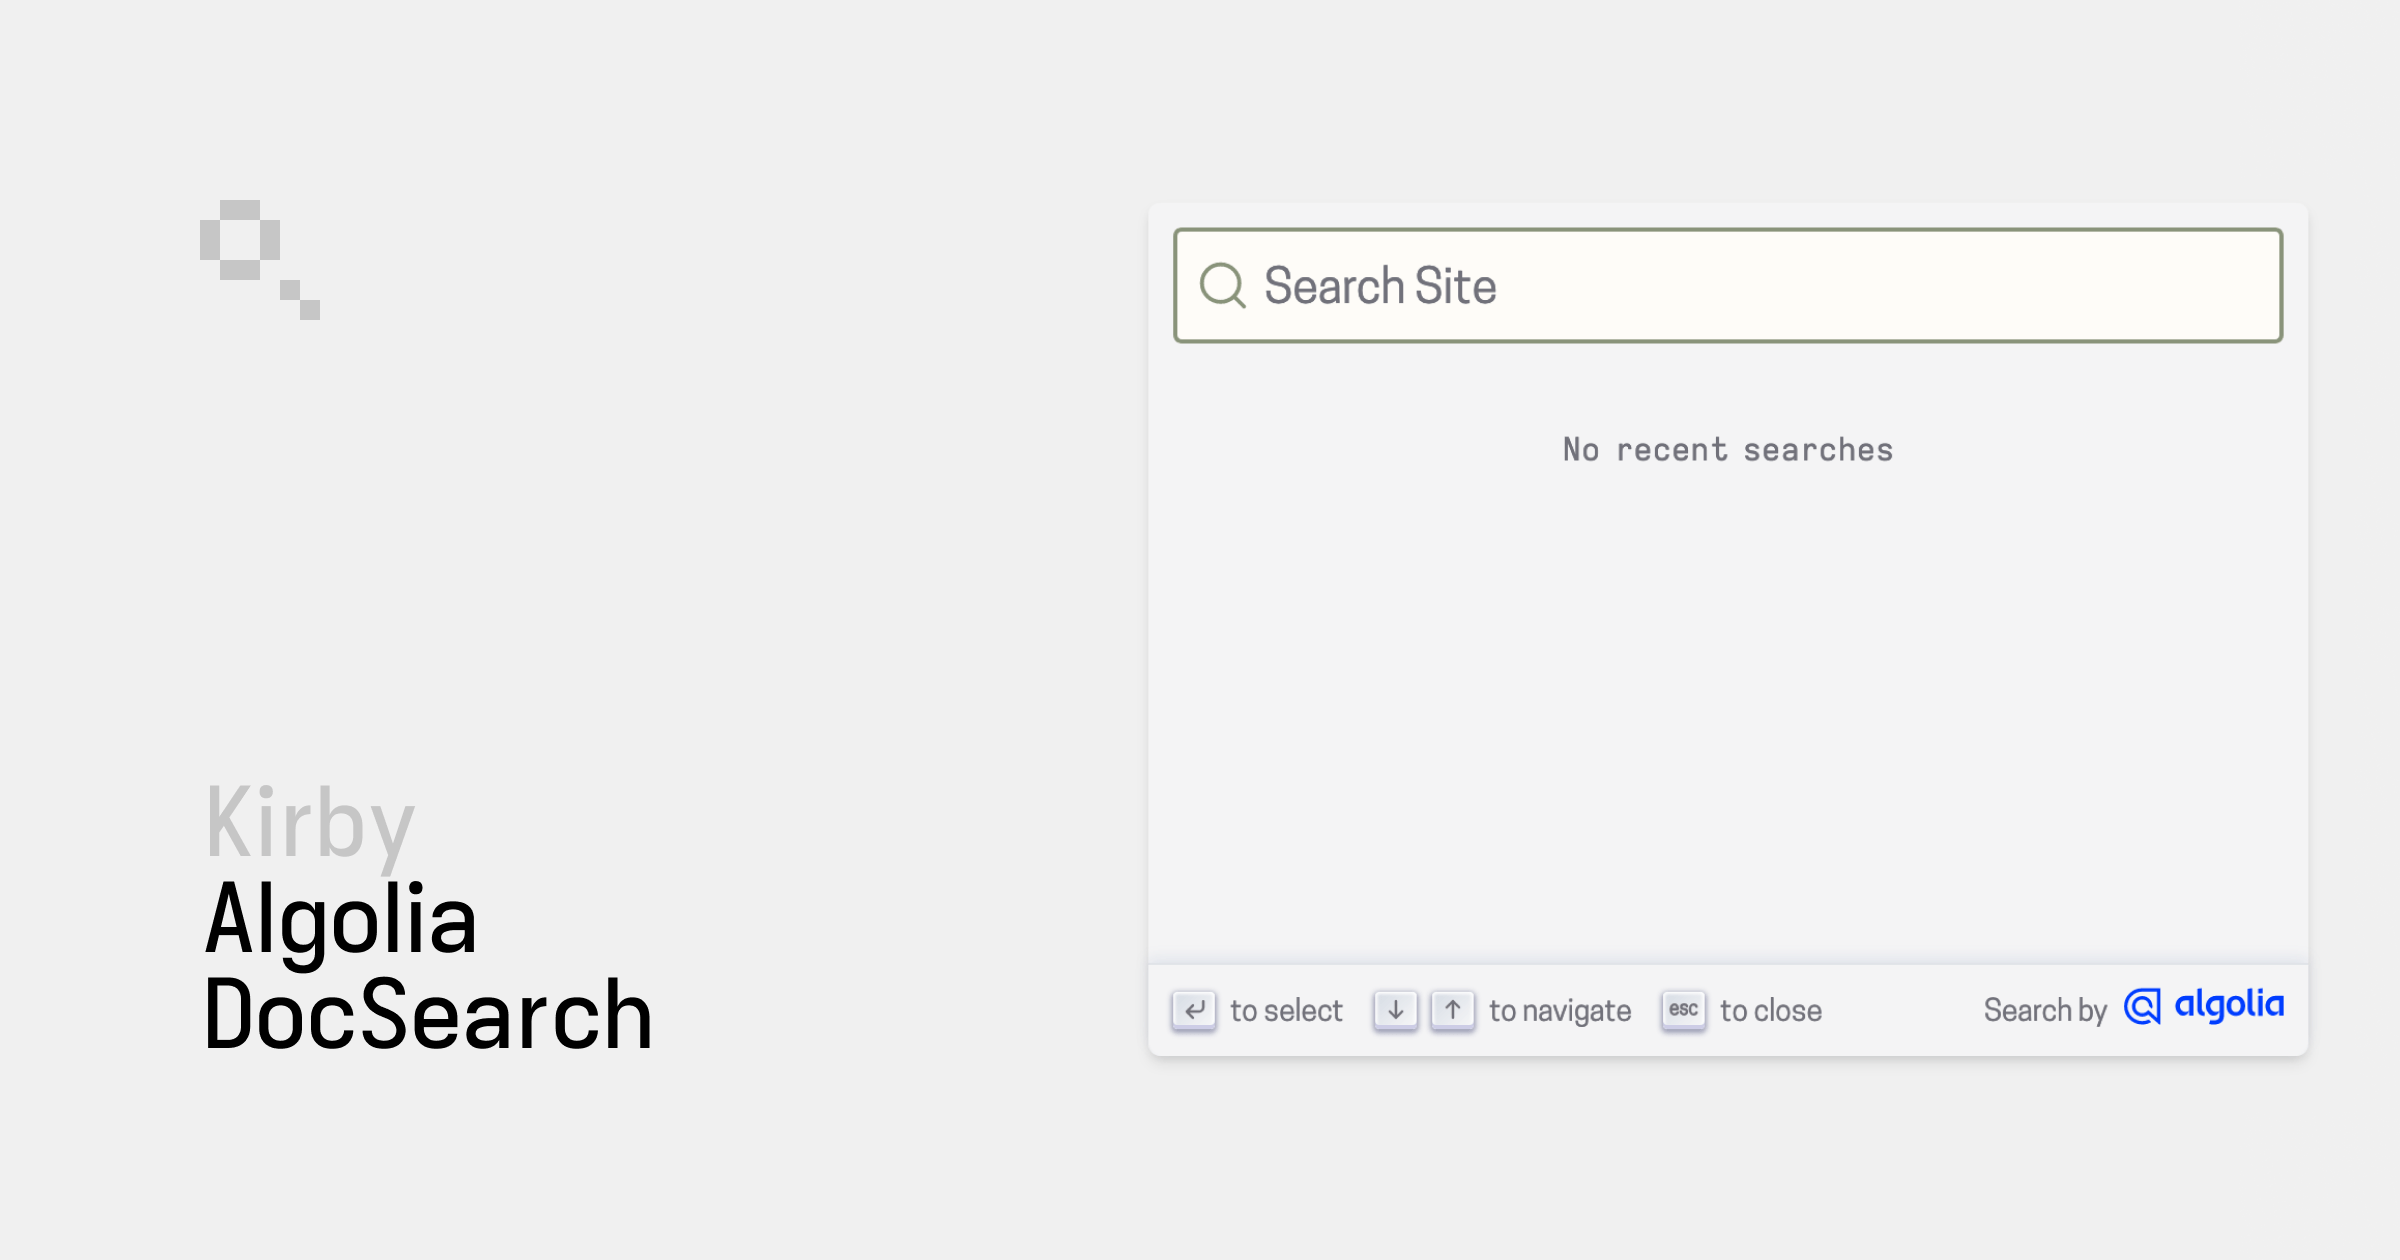 Kirby
Algolia
DocSearch
Search Site
No recent searches
to select
to navigate
esc to close
Search by algolia